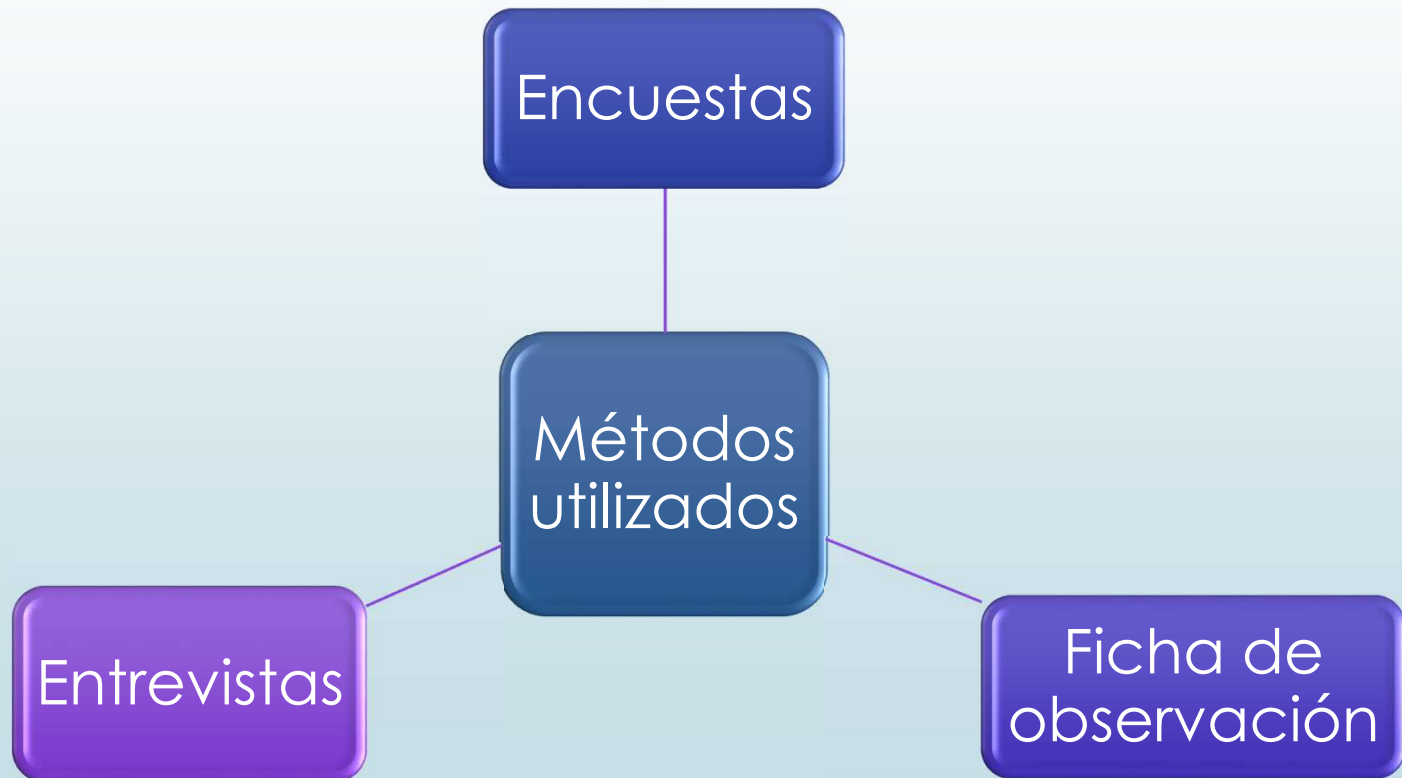 Encuestas
Métodos
utilizados
Entrevistas
Ficha de
observación